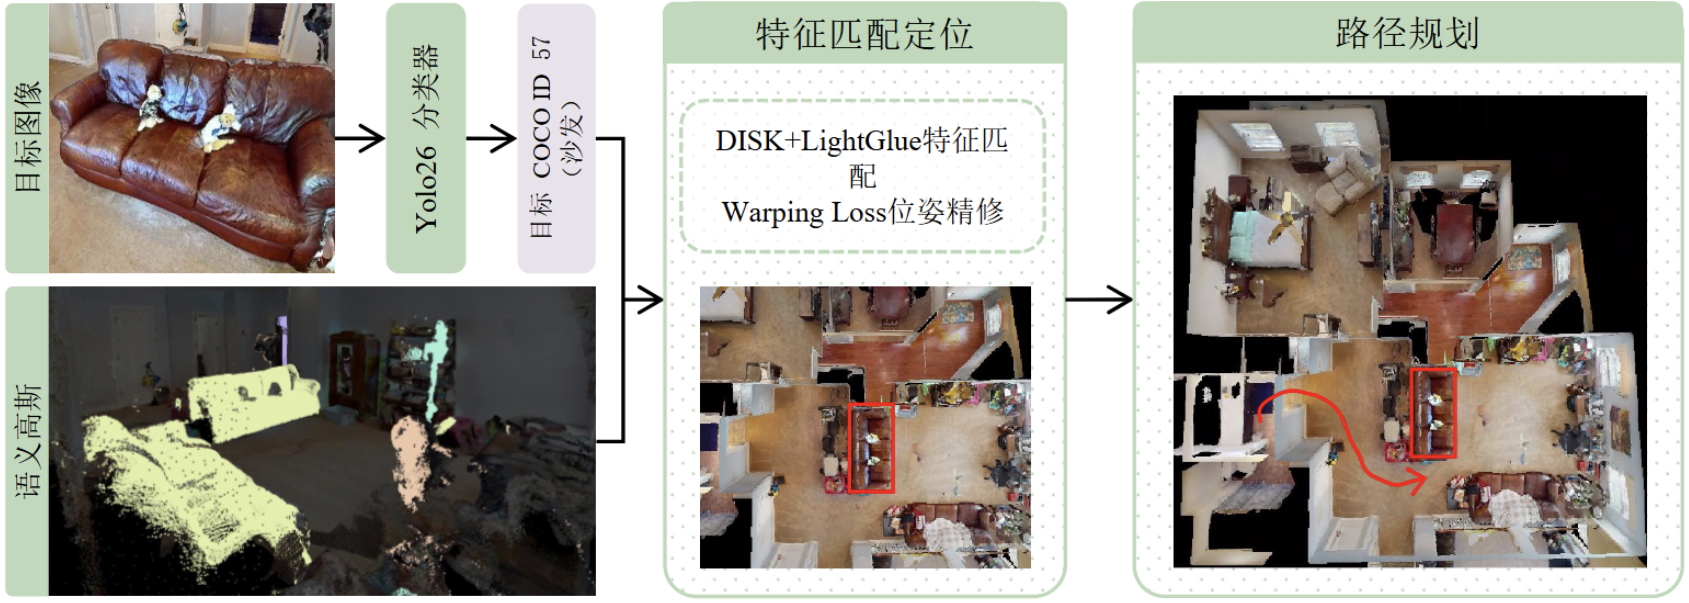 目标图像
Yolo26 分类器
目标 COCO ID 57
（沙发）
语义高斯
特征匹配定位
DISK+LightGlue特征匹
配
Warping Loss位姿精修
路径规划